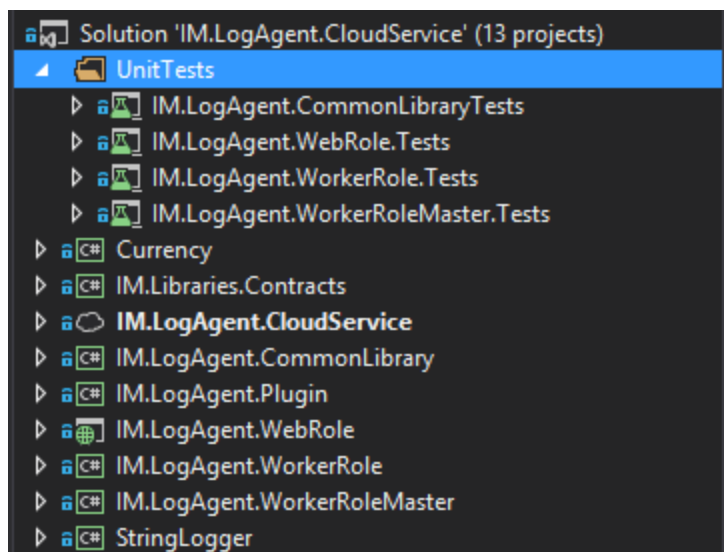 Solution 'IM.LogAgent.CloudService' (13 projects)
UnitTests
IM.LogAgent.CommonLibraryTests
IM.LogAgent.WebRole.Tests
IM.LogAgent.WorkerRole.Tests
IM.LogAgent.WorkerRoleMaster.Tests
C# Currency
C# IM.Libraries.Contracts
IM.LogAgent.CloudService
C# IM.LogAgent.CommonLibrary
C# IM.LogAgent.Plugin
IM.LogAgent.WebRole
C# IM.LogAgent.WorkerRole
C# IM.LogAgent.WorkerRoleMaster
C# StringLogger